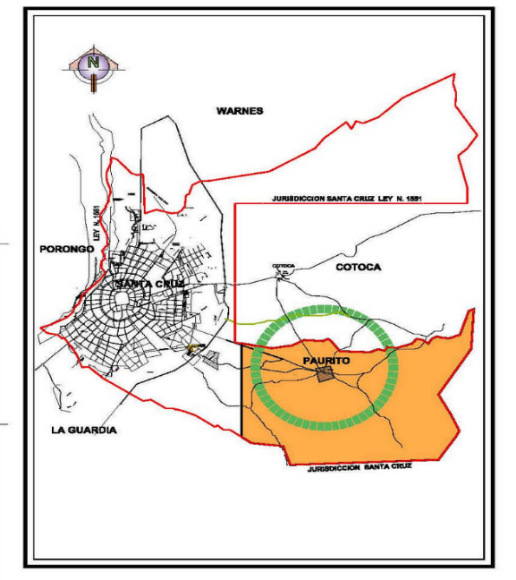 N
WARNES
JURISDICCION SANTA CRUZ LEY N. 1551
LEY N. 1551
PORONGO
COTOCA
COTOCA
SANTA CRUZ
PAURITO
LA GUARDIA
JURISDICCION SANTA CRUZ